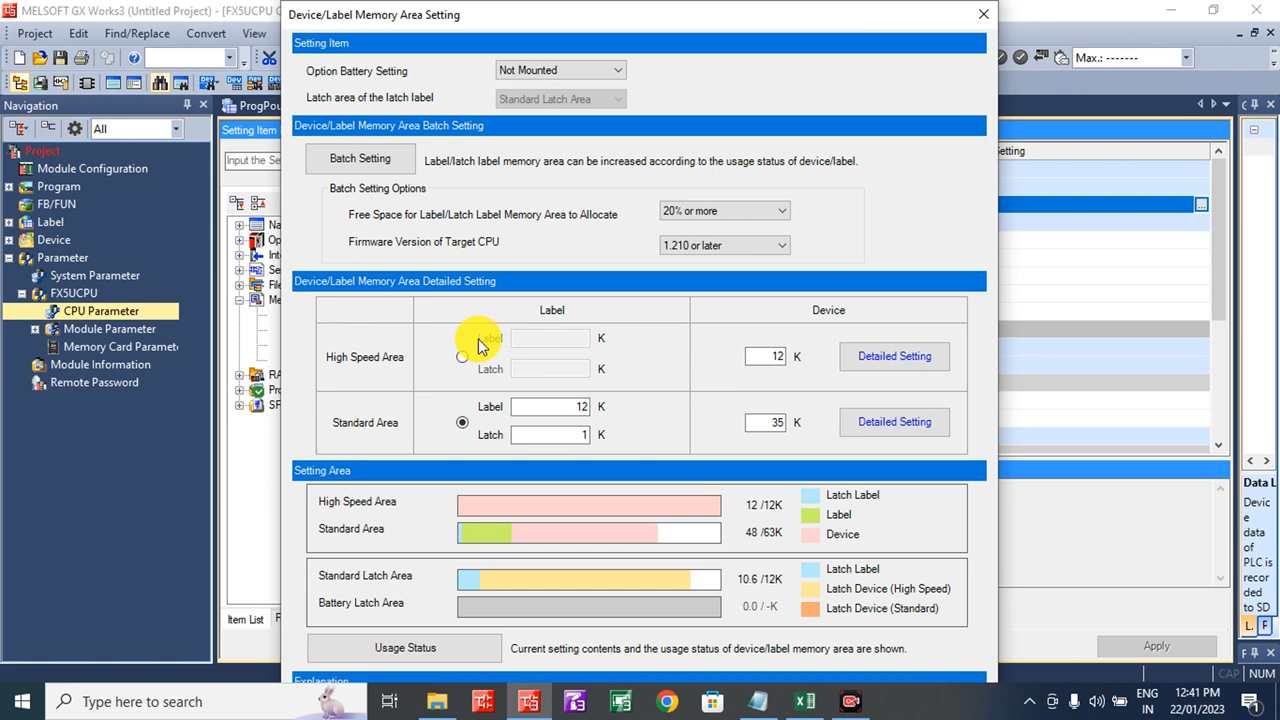 MELSOFT GX Works3 (Untitled Project) - [FX5UCPU
Device/Label Memory Area Setting
Project Edit Find/Replace Convert View
Max.: -------
Navigation
All
Project
Module Configuration
Program
FB/FUN
Label
Device
Parameter
System Parameter
FX5UCPU
CPU Parameter
Module Parameter
Memory Card Paramet
Module Information
Remote Password
ProgPou
Setting Item
Input the Se
Item List
Setting Item
Option Battery Setting Not Mounted
Latch area of the latch label Standard Latch Area
Device/Label Memory Area Batch Setting
Batch Setting Label/latch label memory area can be increased according to the usage status of device/label.
Batch Setting Options
Free Space for Label/Latch Label Memory Area to Allocate 20% or more
Firmware Version of Target CPU 1.210 or later
Device/Label Memory Area Detailed Setting
Label Device
High Speed Area Label K
Latch K
12 K Detailed Setting
Standard Area Label 12 K
Latch 1 K
35 K Detailed Setting
Setting Area
High Speed Area 12 /12K
Standard Area 48 /63K
Latch Label
Label
Device
Standard Latch Area 10.6 /12K
Battery Latch Area 0.0 / -K
Latch Label
Latch Device (High Speed)
Latch Device (Standard)
Usage Status Current setting contents and the usage status of device/label memory area are shown.
Explanation
etting
Apply
Data L
Devic
e
data
of
PLC is
recor
ded
to SD
L. F
CAP NUM
Type here to search
ENG
IN
12:41 PM
22/01/2023